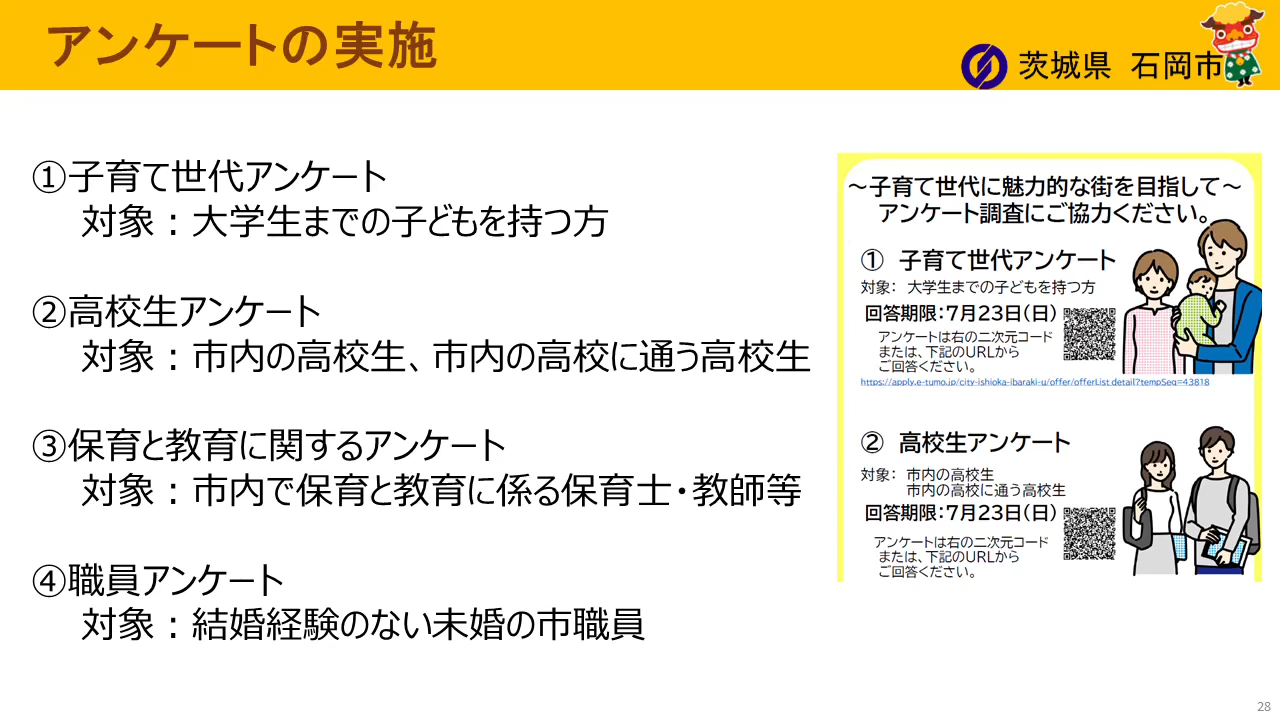 アンケートの実施
茨城県 石岡市
①子育て世代アンケート
対象：大学生までの子どもを持つ方
②高校生アンケート
対象：市内の高校生、市内の高校に通う高校生
③保育と教育に関するアンケート
対象：市内で保育と教育に係る保育士・教師等
④職員アンケート
対象：結婚経験のない未婚の市職員
～子育て世代に魅力的な街を目指して～
アンケート調査にご協力ください。
① 子育て世代アンケート
対象： 大学生までの子どもを持つ方
回答期限：7月23日（日）
アンケートは右の二次元コード
または、下記のURLから
ご回答ください。
https://apply.e-tumo.jp/city-ishioka-ibaraki-u/offer/offerList_detail?tempSeq=43818
② 高校生アンケート
対象： 市内の高校生
市内の高校に通う高校生
回答期限：7月23日（日）
アンケートは右の二次元コード
または、下記のURLから
ご回答ください。
28